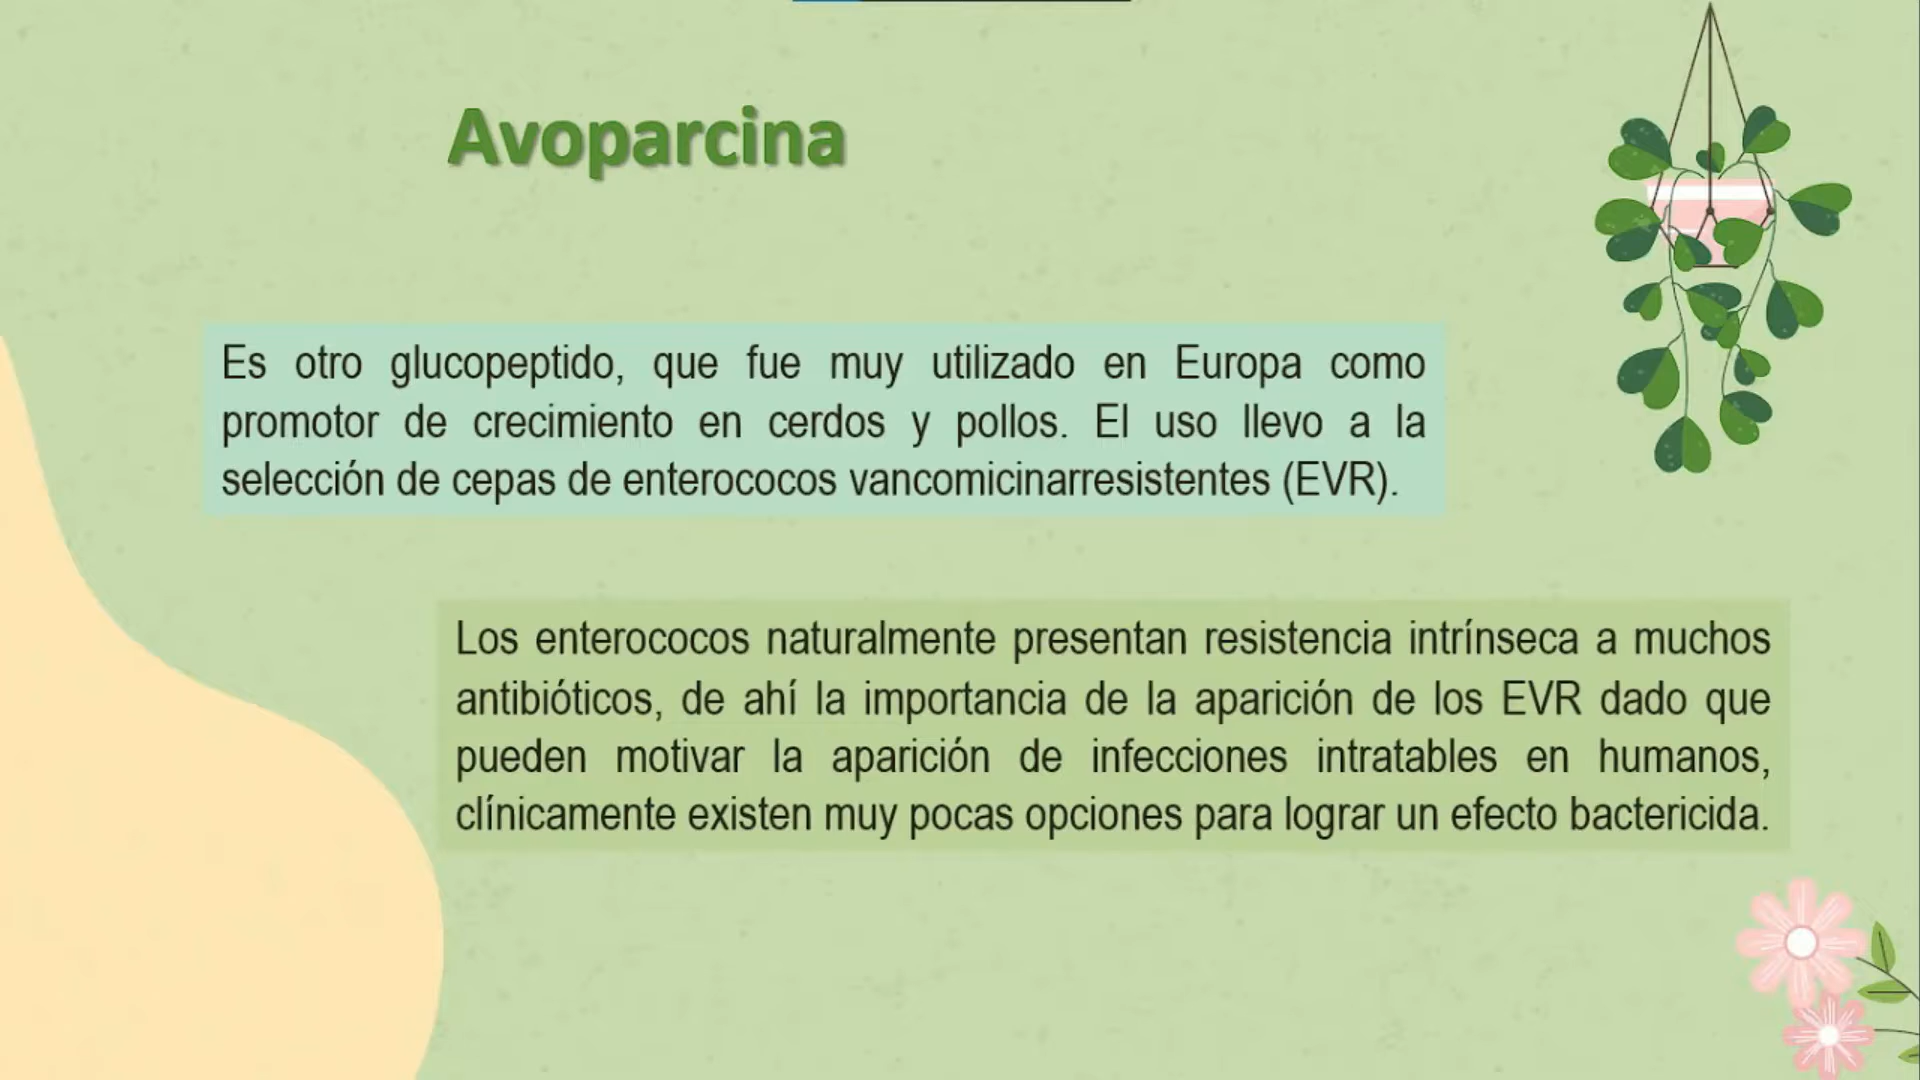 Avoparcina
Es otro glucopeptido, que fue muy utilizado en Europa como
promotor de crecimiento en cerdos y pollos. El uso llevo a la
selección de cepas de enterococos vancomicinarresistentes (EVR).
Los enterococos naturalmente presentan resistencia intrínseca a muchos
antibióticos, de ahí la importancia de la aparición de los EVR dado que
pueden motivar la aparición de infecciones intratables en humanos,
clínicamente existen muy pocas opciones para lograr un efecto bactericida.